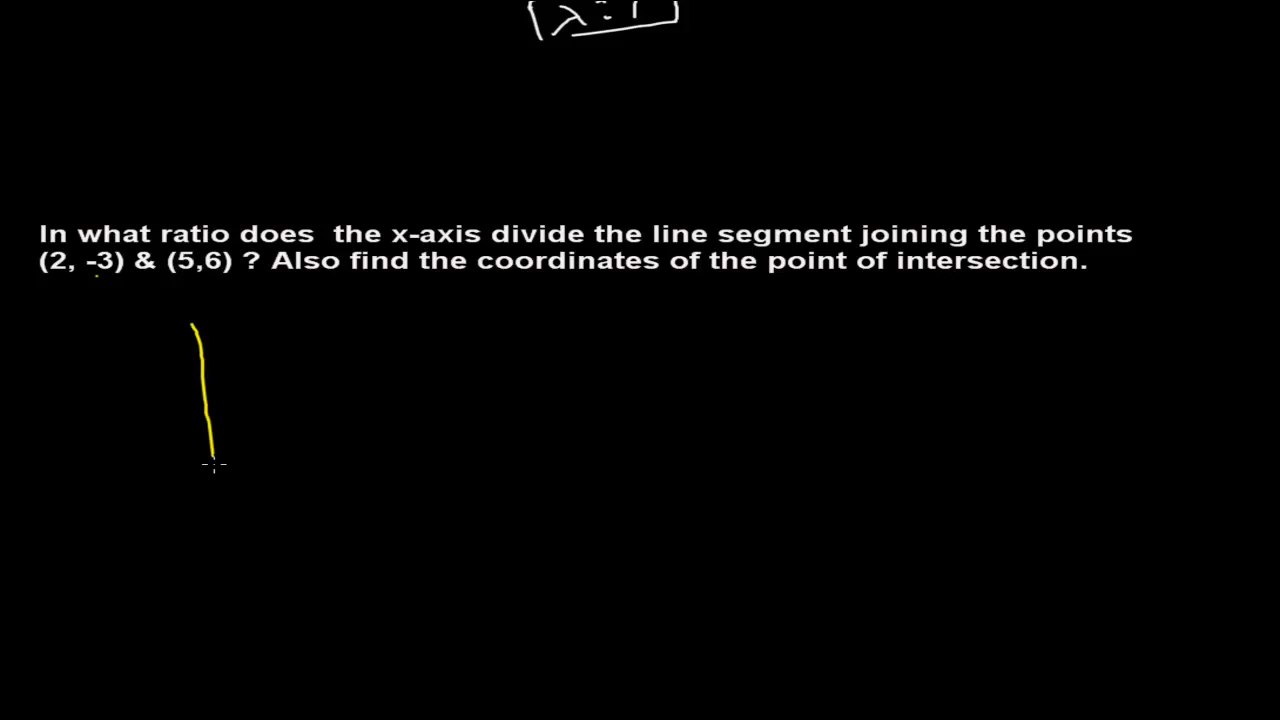 λ : 1
In what ratio does the x-axis divide the line segment joining the points
(2, -3) & (5,6) ? Also find the coordinates of the point of intersection.